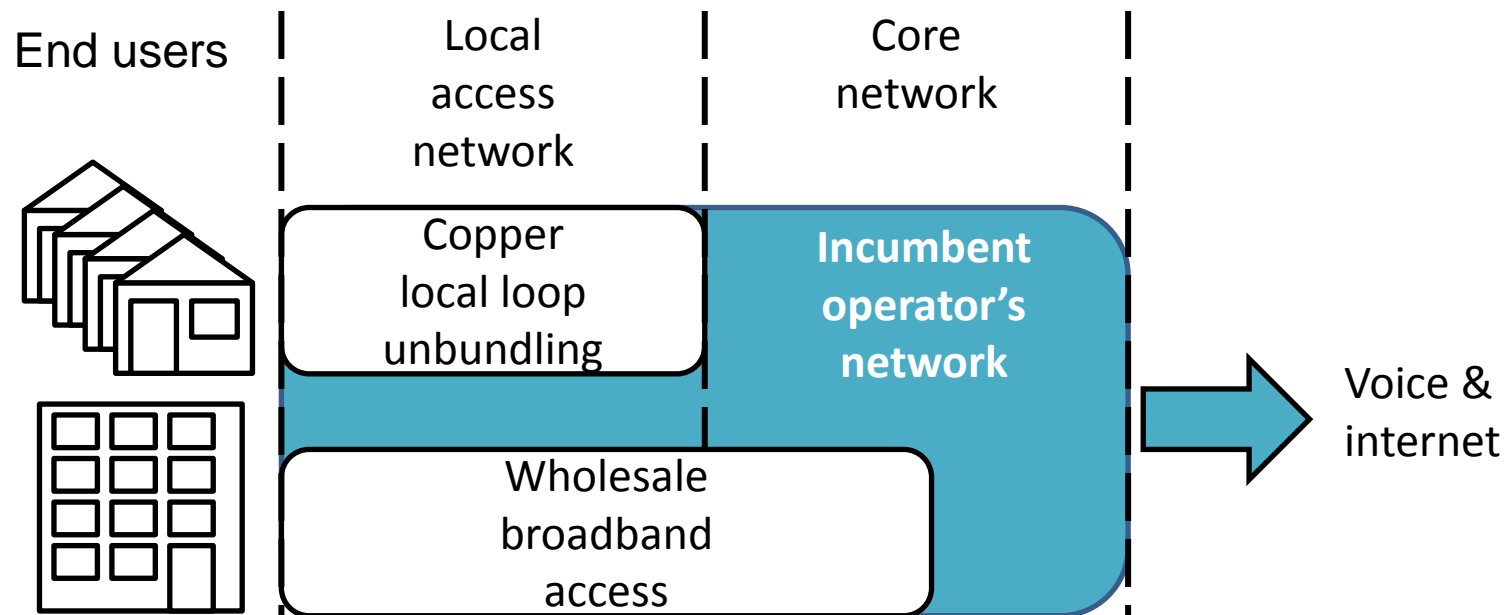 End users
Local
access
network
Core
network
Copper
local loop
unbundling
Incumbent
operator’s
network
Voice &
internet
Wholesale
broadband
access